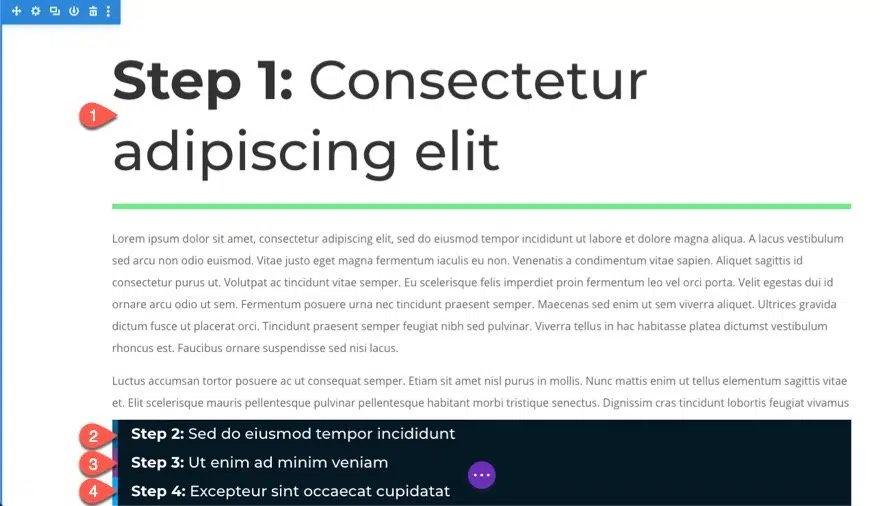 1
Step 1: Consectetur
adipiscing elit
Lorem ipsum dolor sit amet, consectetur adipiscing elit, sed do eiusmod tempor incididunt ut labore et dolore magna aliqua. A lacus vestibulum
sed arcu non odio euismod. Vitae justo eget magna fermentum iaculis eu non. Venenatis a condimentum vitae sapien. Aliquet sagittis id
consectetur purus ut. Volutpat ac tincidunt vitae semper. Eu scelerisque felis imperdiet proin fermentum leo vel orci porta. Velit egestas dui id
ornare arcu odio ut sem. Fermentum posuere urna nec tincidunt praesent semper. Maecenas sed enim ut sem viverra aliquet. Ultrices gravida
dictum fusce ut placerat orci. Tincidunt praesent semper feugiat nibh sed pulvinar. Viverra tellus in hac habitasse platea dictumst vestibulum
rhoncus est. Faucibus ornare suspendisse sed nisi lacus.
Luctus accumsan tortor posuere ac ut consequat semper. Etiam sit amet nisl purus in mollis. Nunc mattis enim ut tellus elementum sagittis vitae
et. Elit scelerisque mauris pellentesque pulvinar pellentesque habitant morbi tristique senectus. Dignissim cras tincidunt lobortis feugiat vivamus
2 Step 2: Sed do eiusmod tempor incididunt
3 Step 3: Ut enim ad minim veniam
4 Step 4: Excepteur sint occaecat cupidatat